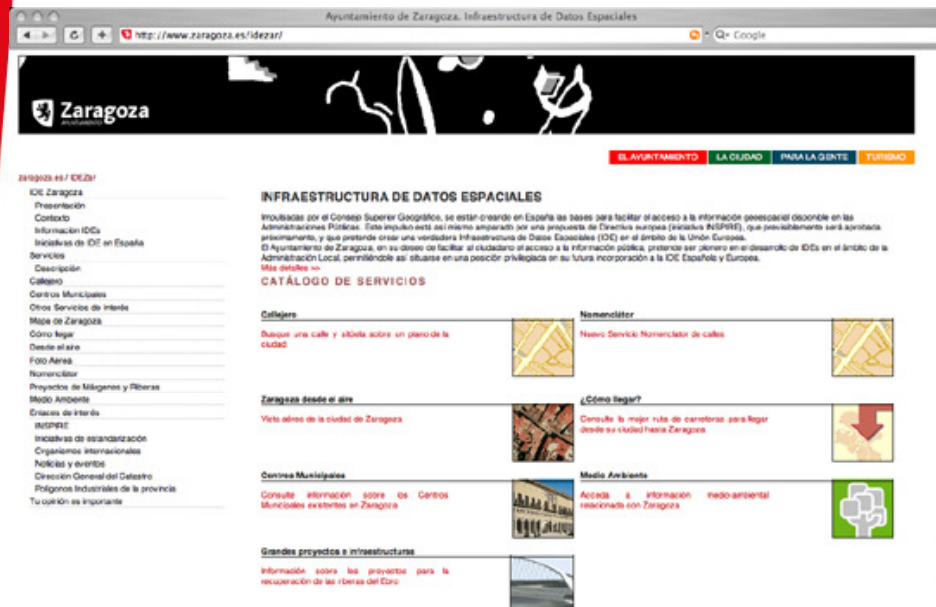 Ayuntamiento de Zaragoza. Infraestructura de Datos Espaciales
http://www.zaragoza.es/idezar/
Google
Zaragoza
AYUNTAMIENTO
EL AYUNTAMIENTO LA CIUDAD PARA LA GENTE TURISMO
zaragoza.es / IDEZar
IDE Zaragoza
Presentación
Contexto
Información IDEs
Iniciativas de IDE en España
Servicios
Descripción
Callejero
Centros Municipales
Otros Servicios de Interés
Mapa de Zaragoza
Cómo llegar
Desde el aire
Foto Aérea
Nomenclátor
Proyectos de Márgenes y Riberas
Medio Ambiente
Enlaces de interés
INSPIRE
Iniciativas de estandarización
Organismos internacionales
Noticias y eventos
Dirección General del Catastro
Polígonos Industriales de la provincia
Tu opinión es importante
INFRAESTRUCTURA DE DATOS ESPACIALES
Impulsadas por el Consejo Superior Geográfico, se están creando en España las bases para facilitar el acceso a la información geoespacial disponible en las
Administraciones Públicas. Este impulso está así mismo amparado por una propuesta de Directiva europea (iniciativa INSPIRE), que previsiblemente será aprobada
próximamente, y que pretende crear una verdadera Infraestructura de Datos Espaciales (IDE) en el ámbito de la Unión Europea.
El Ayuntamiento de Zaragoza, en su deseo de facilitar al ciudadano el acceso a la información pública, pretende ser pionero en el desarrollo de IDEs en el ámbito de la
Administración Local, permitiéndole así situarse en una posición privilegiada en su futura incorporación a la IDE Española y Europea.
Más detalles >>
CATÁLOGO DE SERVICIOS
Callejero
Busque una calle y sitúela sobre un plano de la
ciudad
Nomenclátor
Nuevo Servicio Nomenclator de calles
Zaragoza desde el aire
Vista aérea de la ciudad de Zaragoza
¿Cómo llegar?
Consulte la mejor ruta de carreteras para llegar
desde su ciudad hasta Zaragoza
Centros Municipales
Consulte información sobre los Centros
Municipales existentes en Zaragoza
Medio Ambiente
Acceda a información medio-ambiental
relacionada con Zaragoza
Grandes proyectos e infraestructuras
Información sobre los proyectos para la
recuperación de las riberas del Ebro